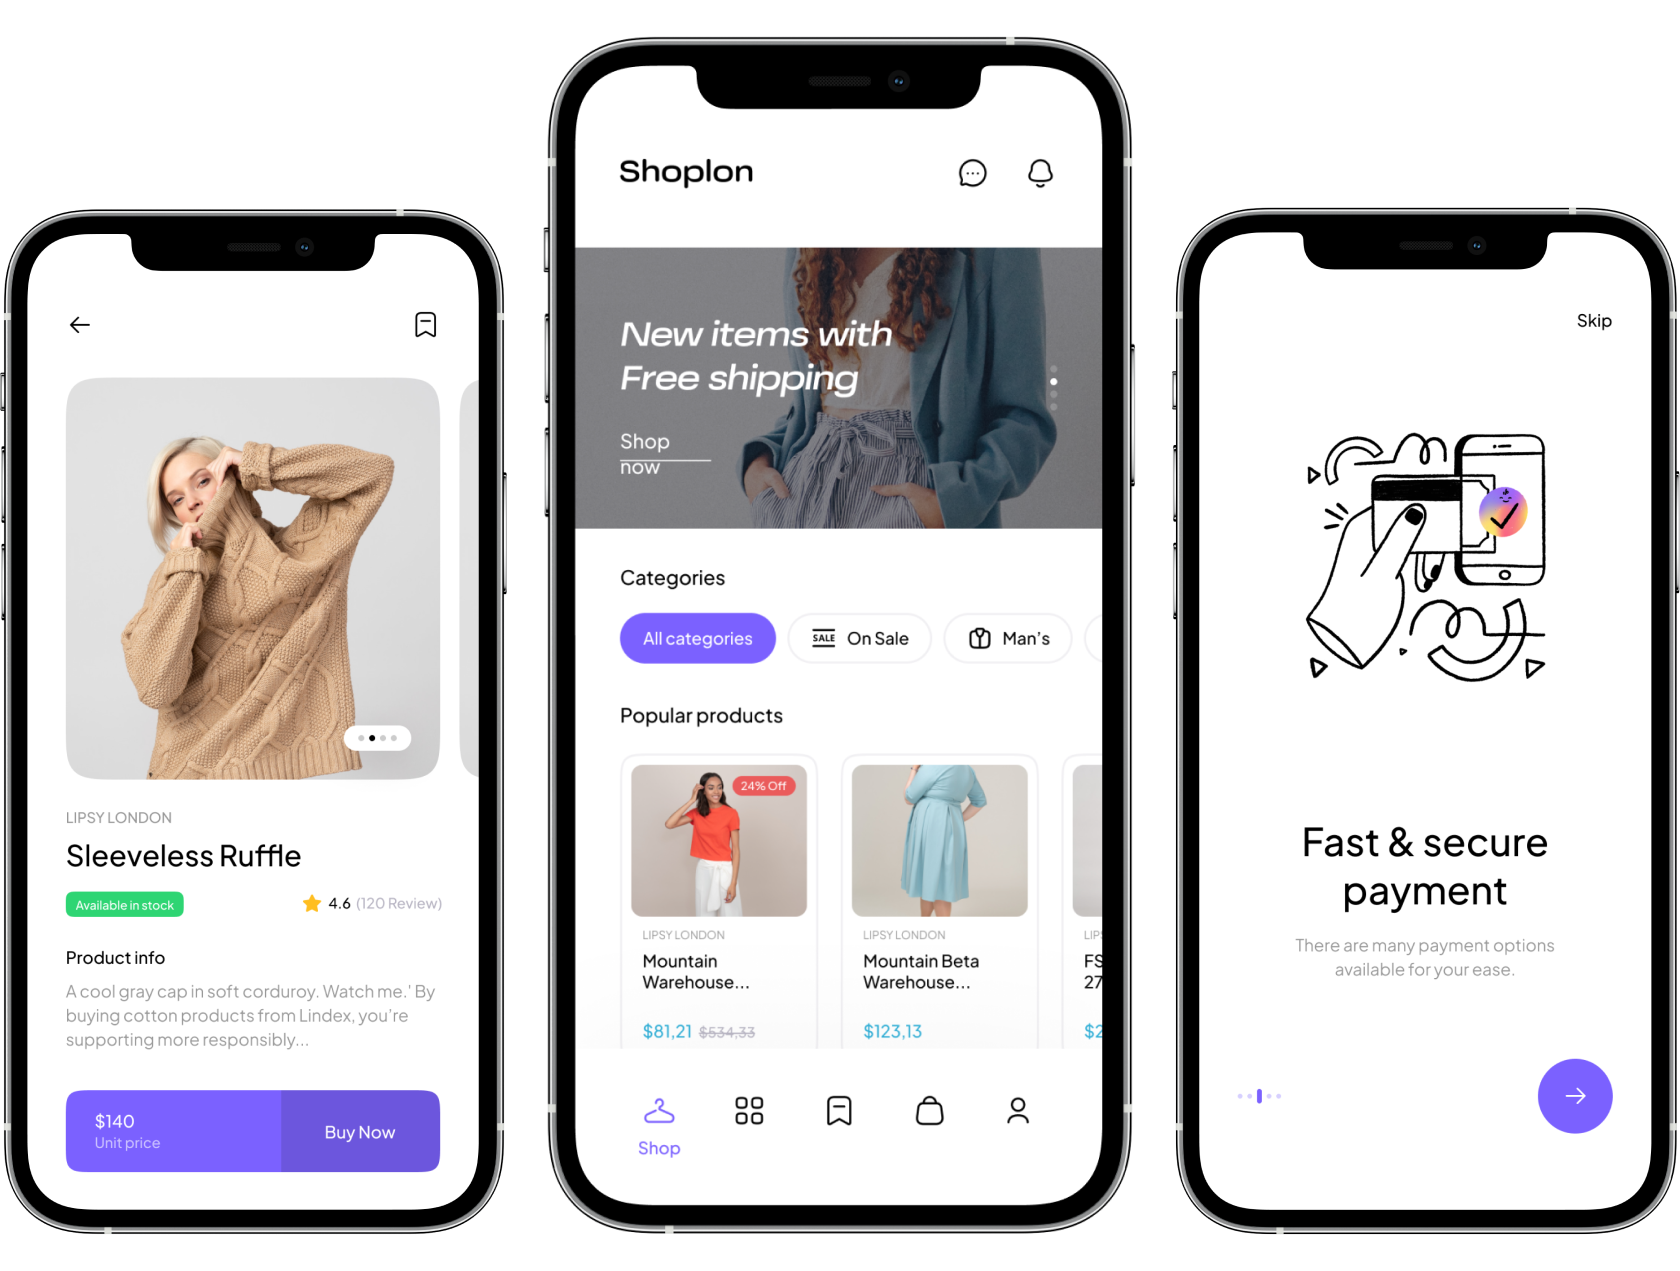 LIPSY LONDON
Sleeveless Ruffle
Available in stock
4.6 (120 Review)
Product info
A cool gray cap in soft corduroy. Watch me.' By
buying cotton products from Lindex, you're
supporting more responsibly...
$140
Unit price
Buy Now
Shoplon
New items with
Free shipping
Shop
now
Categories
All categories
SALE On Sale
Man's
Popular products
24% Off
LIPSY LONDON
Mountain
Warehouse...
$81,21 $534,33
LIPSY LONDON
Mountain Beta
Warehouse...
$123,13
LIP
FS
27
$2
Shop
Skip
Fast & secure
payment
There are many payment options
available for your ease.